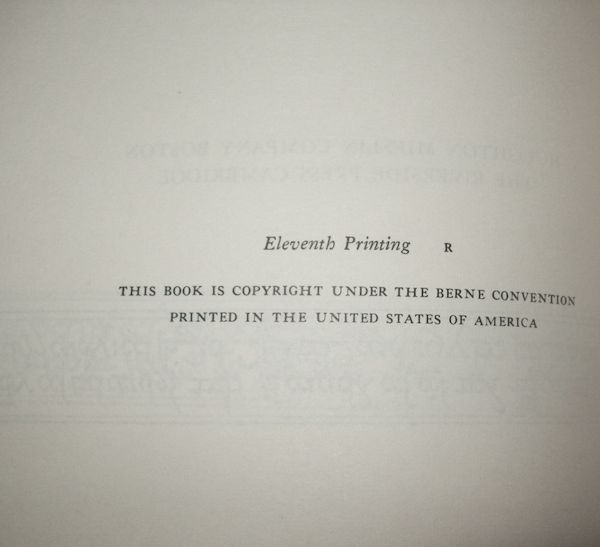 Eleventh Printing R
THIS BOOK IS COPYRIGHT UNDER THE BERNE CONVENTION
PRINTED IN THE UNITED STATES OF AMERICA